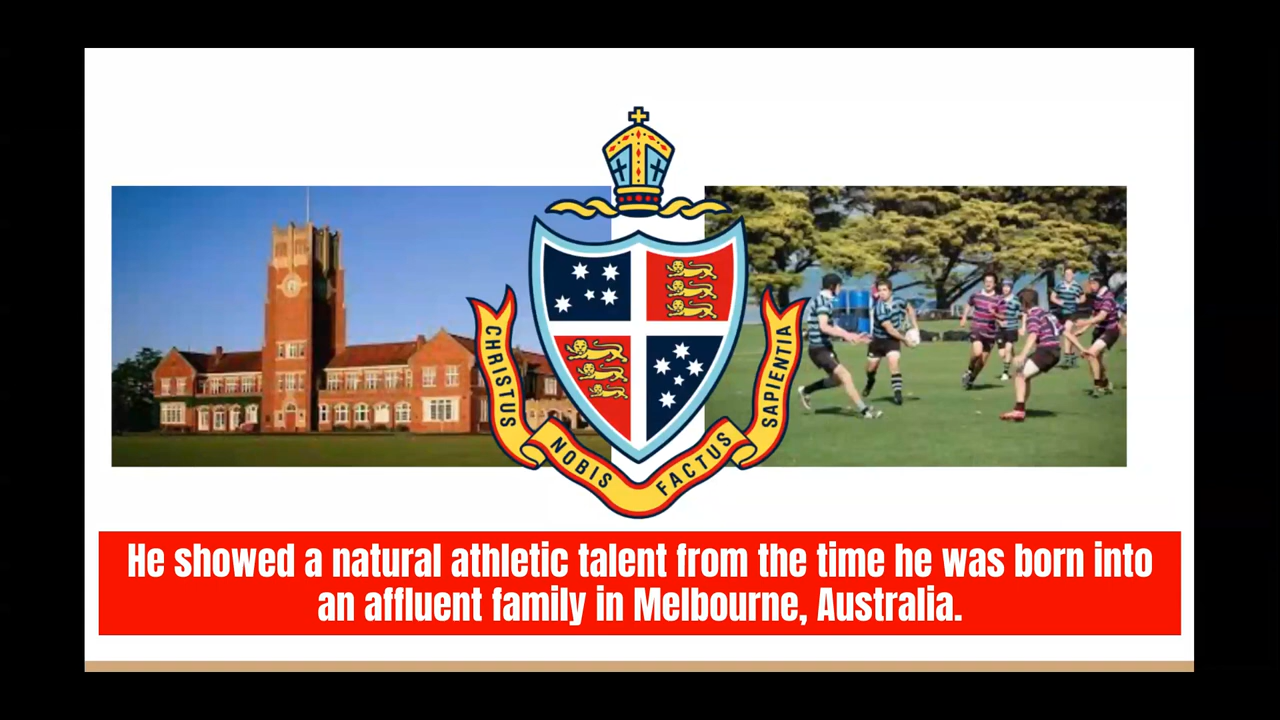 CHRISTUS
NOBIS
FACTUS
SAPIENTIA
He showed a natural athletic talent from the time he was born into
an affluent family in Melbourne, Australia.